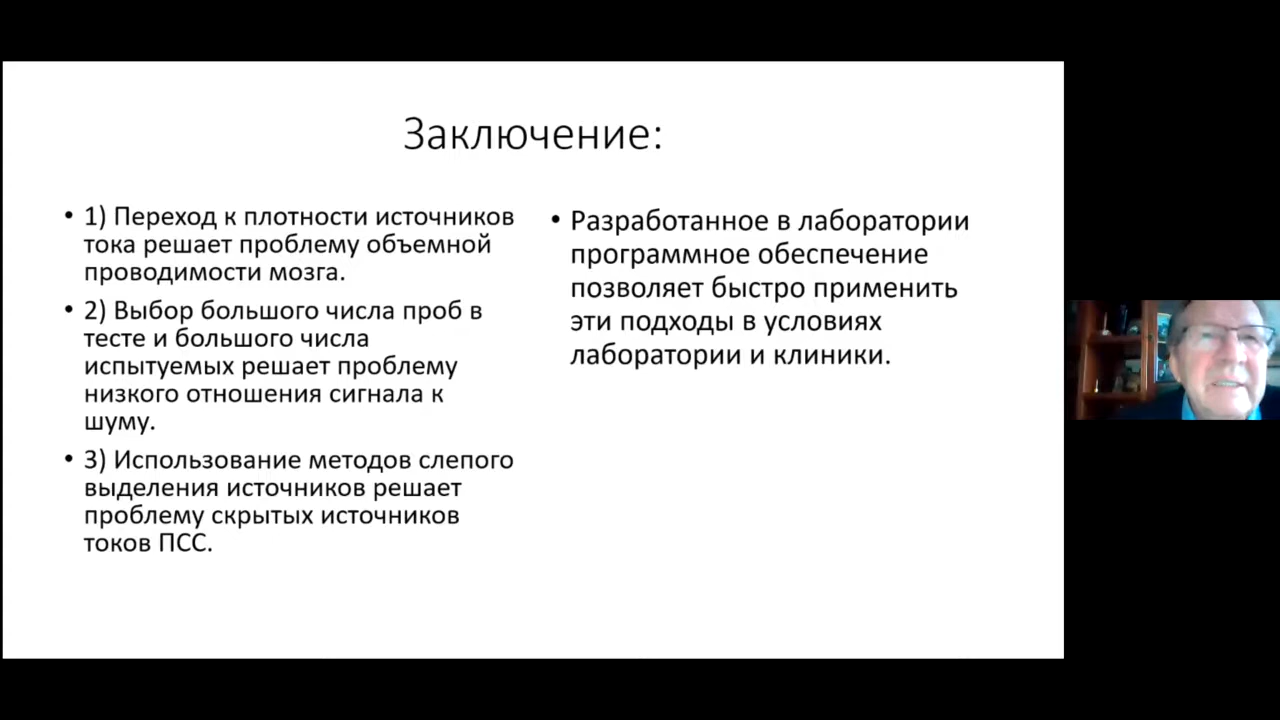 Заключение:
• 1) Переход к плотности источников
тока решает проблему объемной
проводимости мозга.
• 2) Выбор большого числа проб в
тесте и большого числа
испытуемых решает проблему
низкого отношения сигнала к
шуму.
• 3) Использование методов слепого
выделения источников решает
проблему скрытых источников
токов ПСС.
• Разработанное в лаборатории
программное обеспечение
позволяет быстро применить
эти подходы в условиях
лаборатории и клиники.